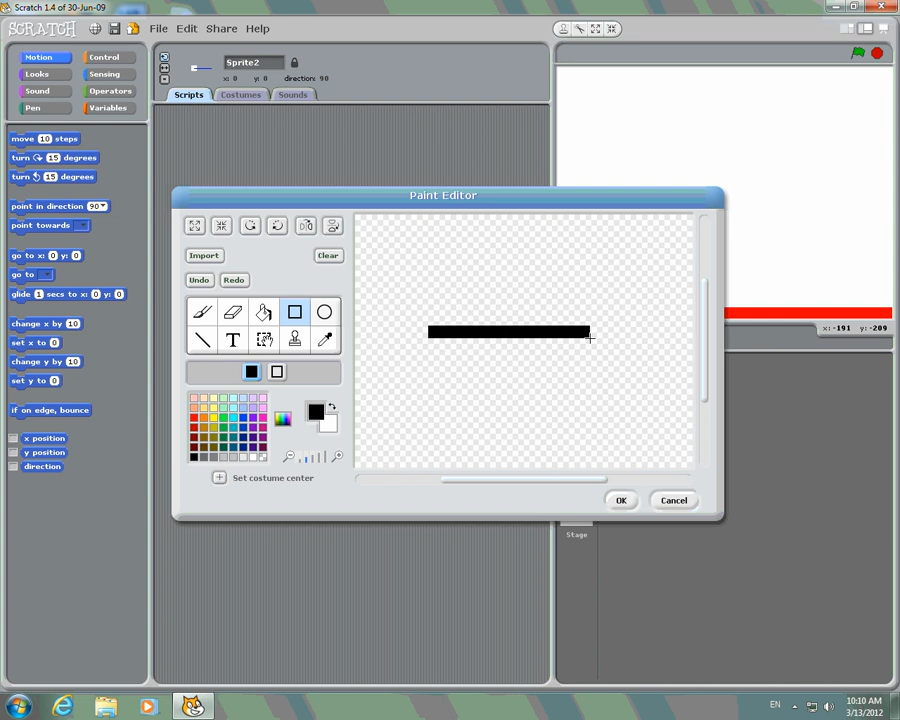 Scratch 1.4 of 30-Jun-09
SCRATCH
File Edit Share Help
Motion Control
Looks Sensing
Sound Operators
Pen Variables
Sprite2
x: 0 y: 0 direction: 90
Scripts Costumes Sounds
move 10 steps
turn 15 degrees
turn 15 degrees
point in direction 90
point towards
go to x: 0 y: 0
go to
glide 1 secs to x: 0 y: 0
change x by 10
set x to 0
change y by 10
set y to 0
if on edge, bounce
x position
y position
direction
Paint Editor
Import Clear
Undo Redo
T
Set costume center
OK Cancel
x: -191 y: -209
Stage
EN
10:10 AM
3/13/2012